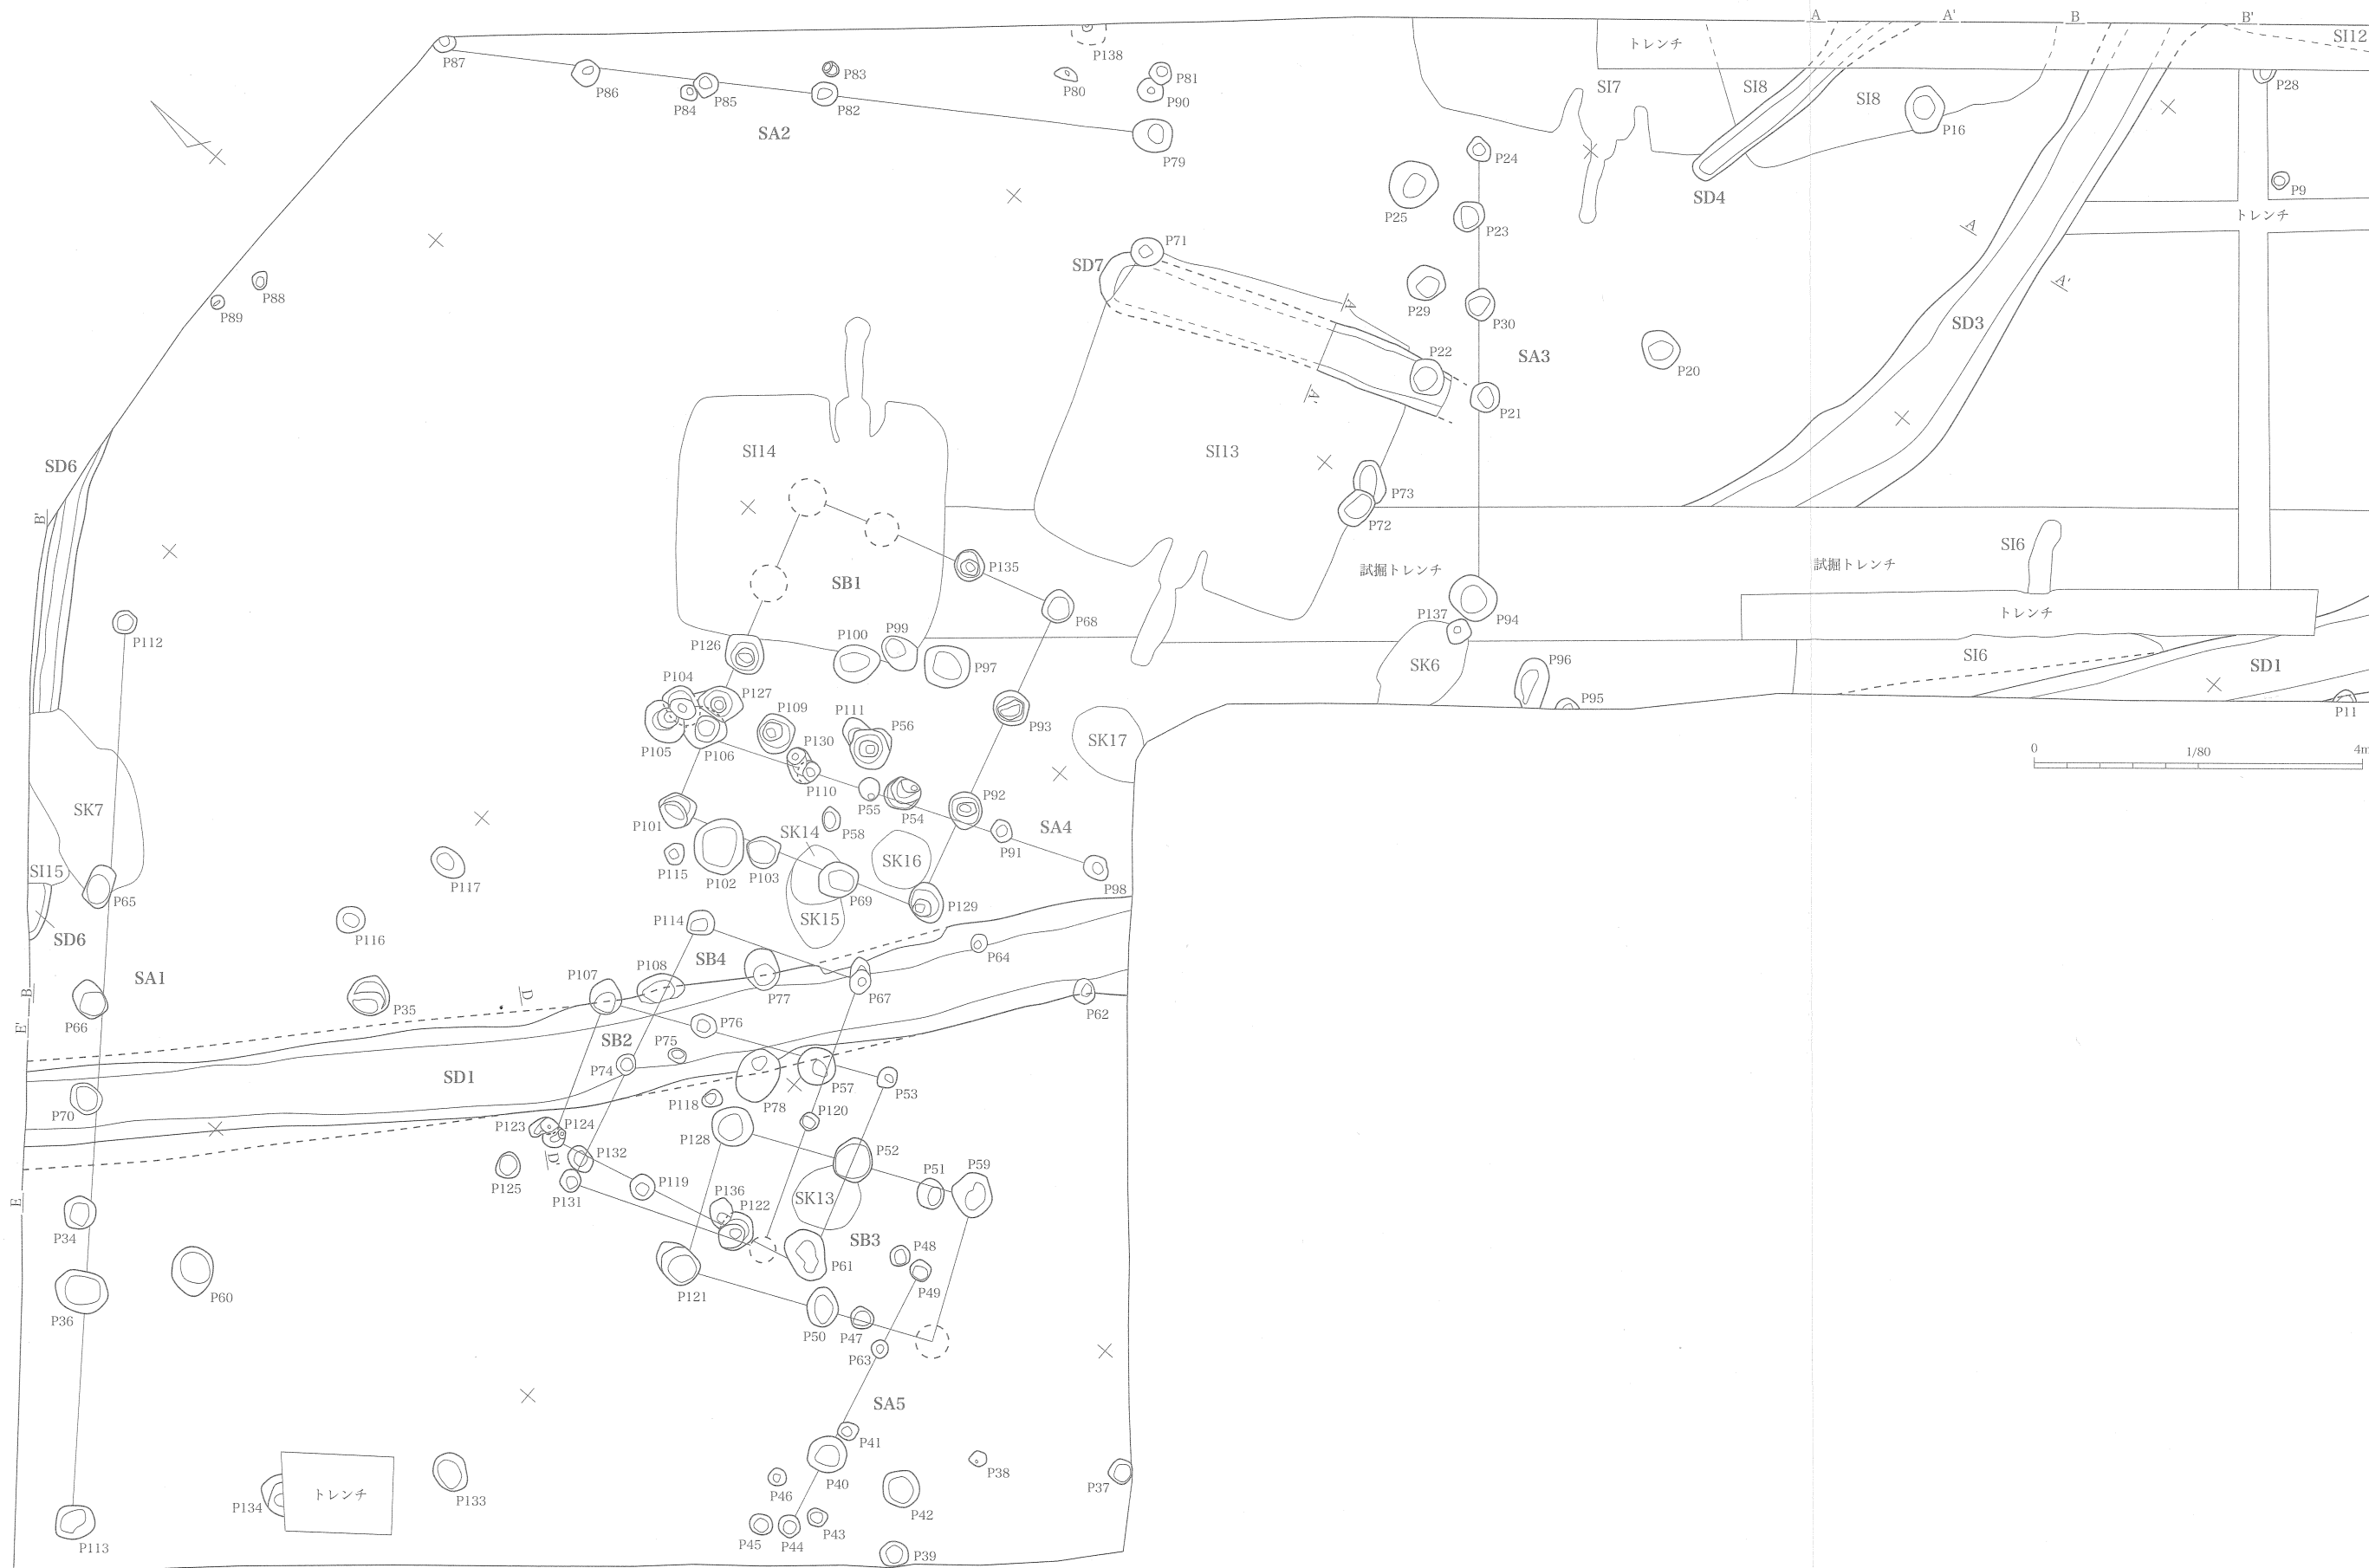 A
A'
B
B'
SI12
P87
P138
トレンチ
P86
P83
P84
P85
P82
P80
P81
P90
SI7
SI8
SI8
P28
SA2
P79
P24
P16
P9
P25
P23
SD4
トレンチ
A
P71
SD7
P88
P89
P29
P30
A
A'
SD3
P22
SA3
P20
A'
P21
SI14
SI13
SD6
B'
P73
P72
SI6
試掘トレンチ
試掘トレンチ
P135
SB1
トレンチ
P137
P94
P68
P112
P126
P100
P99
P97
SK6
P96
SI6
SD1
P104
P127
P95
P11
P109
P111
P56
P93
P105
P106
P130
SK17
0
1/80
4m
P110
P55
P54
P92
SK7
P101
SK14
P58
SA4
P91
SI15
P115
P102
P103
SK16
P98
P117
P65
P69
P129
SK15
P114
P116
SD6
SB4
P64
SA1
P107
P108
B
D
P77
P67
P35
P62
P66
E'
P76
SB2
P75
P74
SD1
P57
P53
P70
P78
P118
P120
P123
P124
P128
P132
D'
P52
P125
P131
P119
P51
P59
E
P136
P122
SK13
P34
SB3
P48
P61
P49
P60
P121
P36
P50
P47
P63
SA5
P41
P38
P40
P37
P46
P133
P134
トレンチ
P42
P45
P44
P43
P113
P39